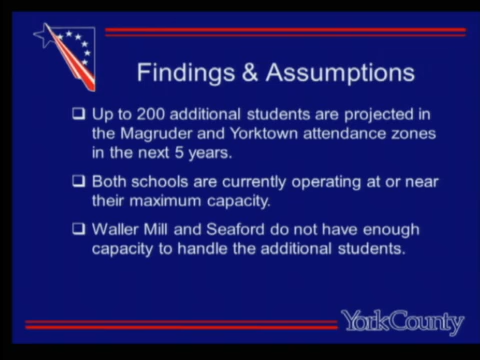 Findings & Assumptions
Up to 200 additional students are projected in
the Magruder and Yorktown attendance zones
in the next 5 years.
Both schools are currently operating at or near
their maximum capacity.
Waller Mill and Seaford do not have enough
capacity to handle the additional students.
York County